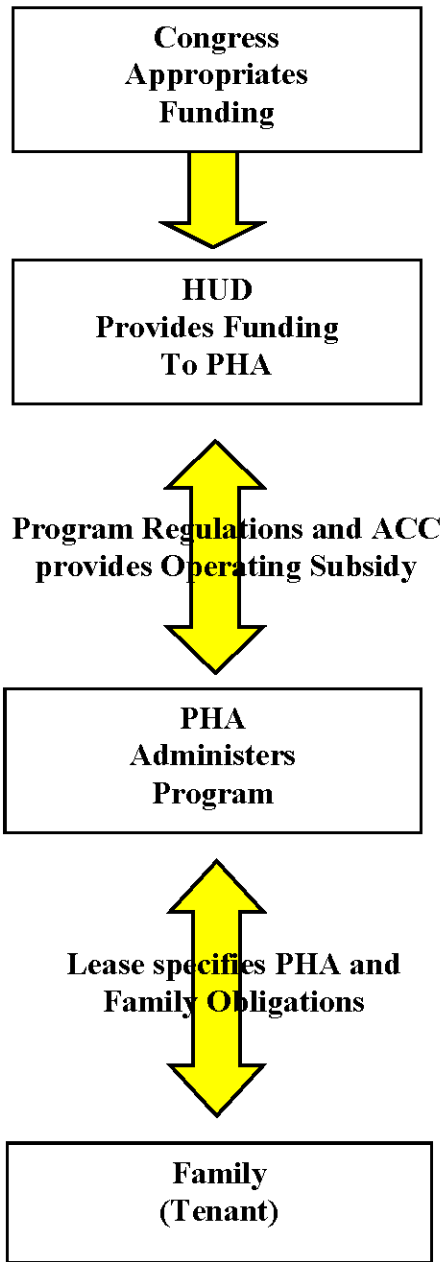 Congress
Appropriates
Funding
HUD
Provides Funding
To PHA
Program Regulations and ACC
provides Operating Subsidy
PHA
Administers
Program
Lease specifies PHA and
Family Obligations
Family
(Tenant)